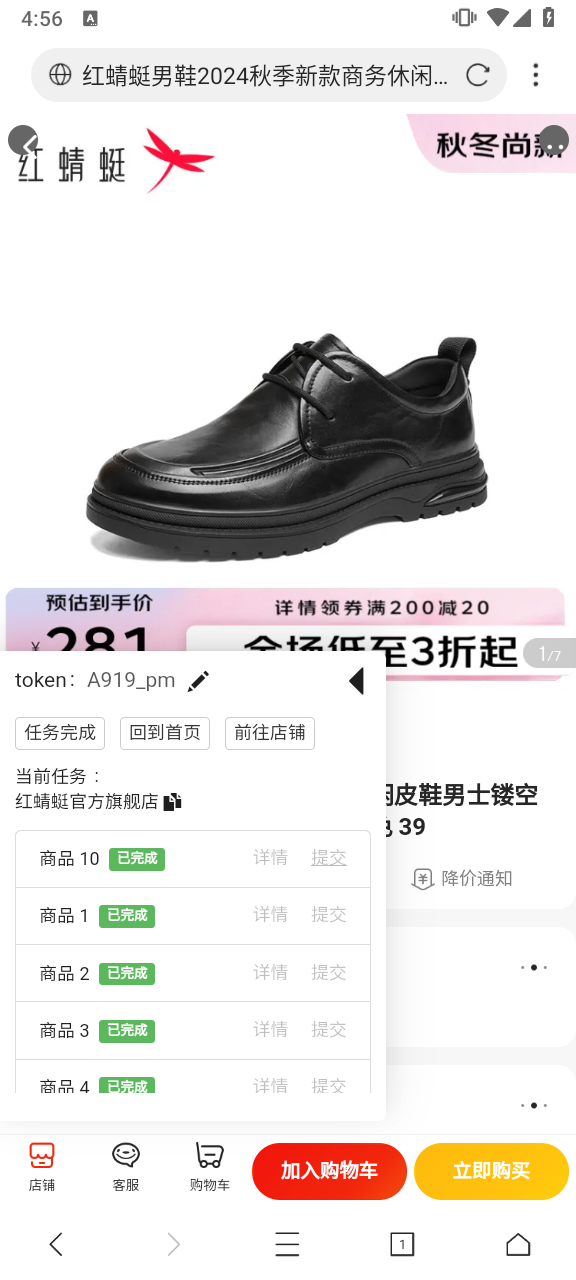 4:56
A
红蜻蜓男鞋2024秋季新款商务休闲...
红 蜻 蜓
秋冬尚新
预估到手价
详情领券满200减20
¥281
全场低至3折起
1/7
token: A919_pm
任务完成 回到首页 前往店铺
当前任务：
红蜻蜓官方旗舰店
闲皮鞋男士镂空
39
商品 10 已完成 详情 提交
降价通知
商品 1 已完成 详情 提交
商品 2 已完成 详情 提交
商品 3 已完成 详情 提交
商品 4 已完成 详情 提交
店铺 客服 购物车 加入购物车 立即购买
1